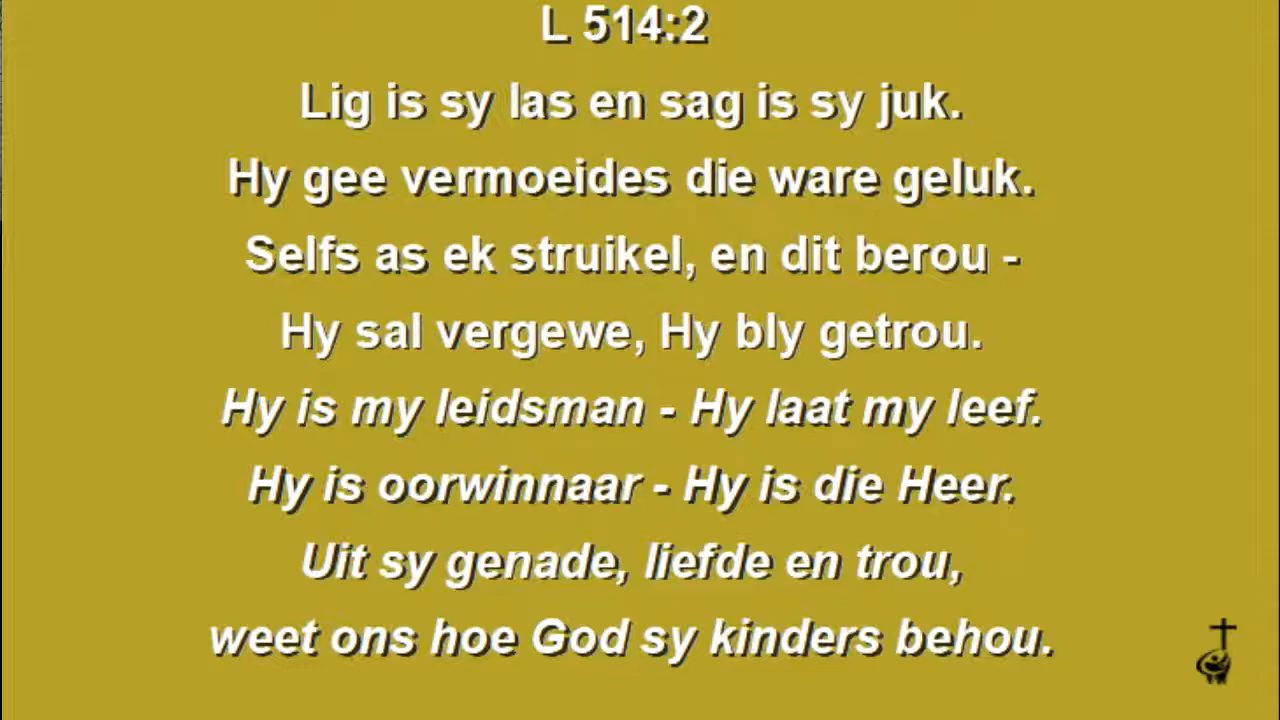 L 514:2
Lig is sy las en sag is sy juk.
Hy gee vermoeides die ware geluk.
Selfs as ek struikel, en dit berou -
Hy sal vergewe, Hy bly getrou.
Hy is my leidsman - Hy laat my leef.
Hy is oorwinnaar - Hy is die Heer.
Uit sy genade, liefde en trou,
weet ons hoe God sy kinders behou.